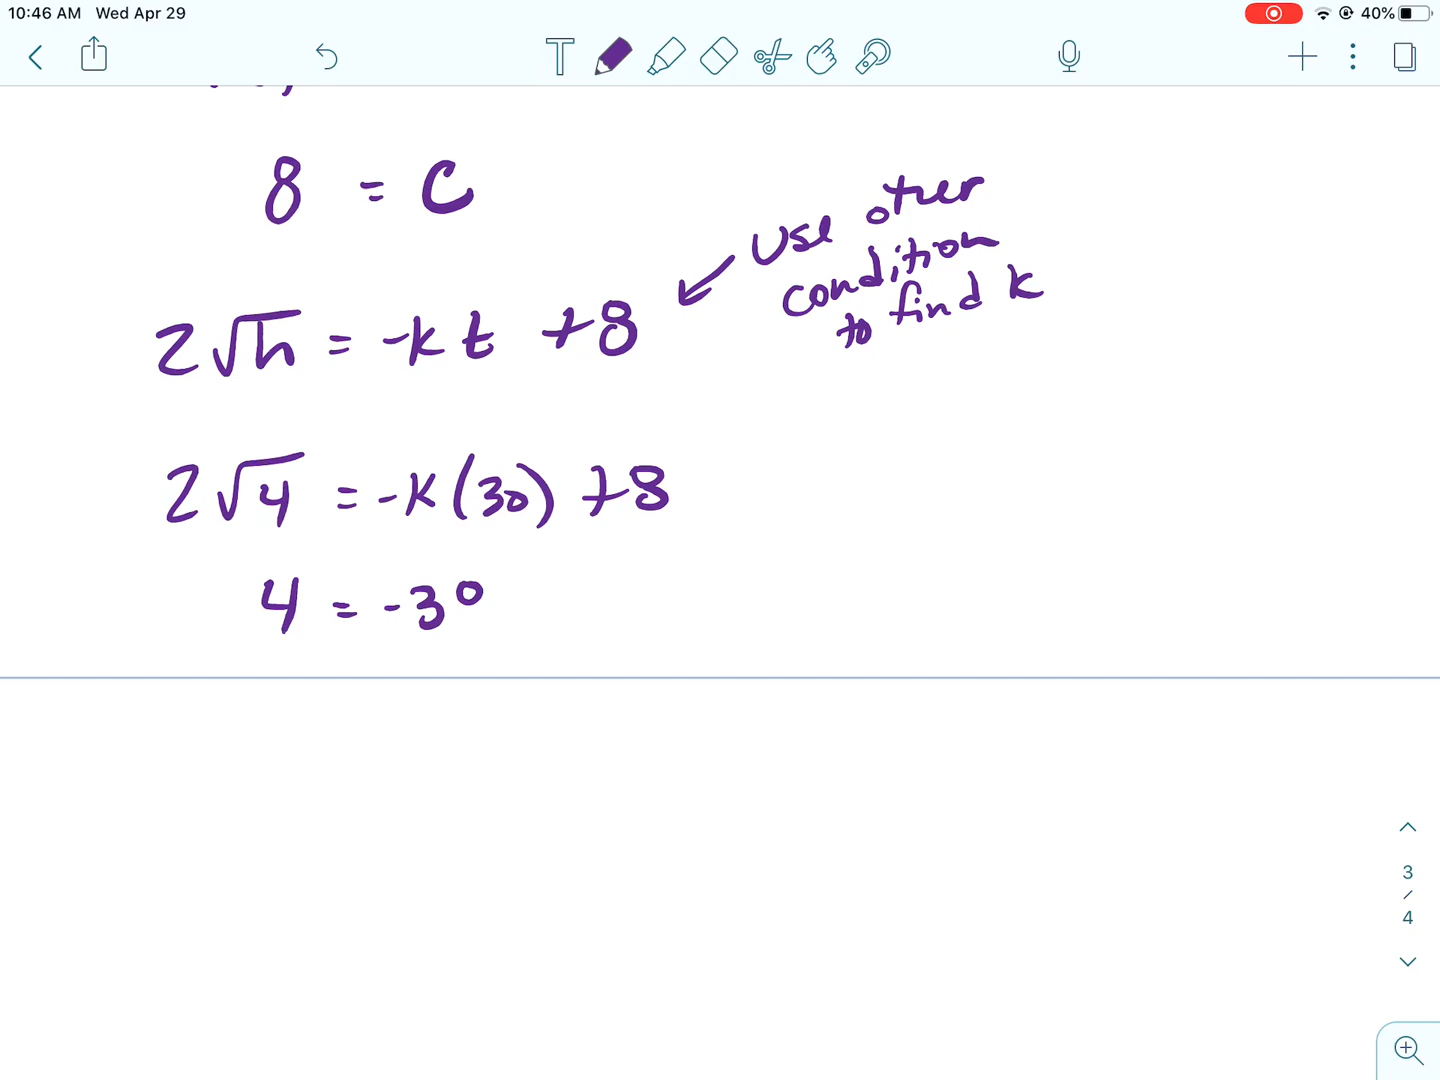 10:46 AM Wed Apr 29
40%
T
8 = C
use other
condition
to find k
2√h = -kt +8
2√4 = -k(30) +8
4 = -30
3
/
4